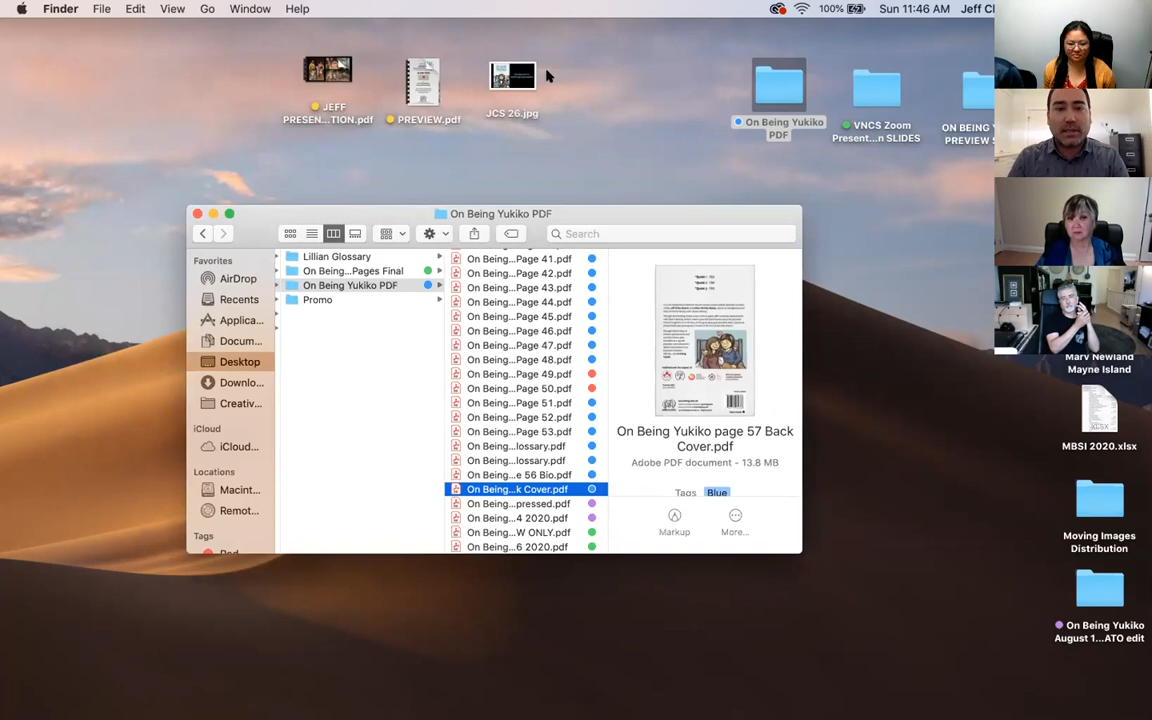 Finder File Edit View Go Window Help
100% Sun 11:46 AM Jeff Cl
JEFF
PRESEN...TION.pdf
PREVIEW.pdf
JCS 26.jpg
On Being Yukiko
PDF
VNCS Zoom
Present...n SLIDES
ON BEING
PREVIEW
On Being Yukiko PDF
Search
Favorites
AirDrop
Recents
Applica...
Docum...
Desktop
Downlo...
Creativ...
iCloud
iCloud...
Locations
Macint...
Remot...
Tags
Red
Lillian Glossary
On Being...Pages Final
On Being Yukiko PDF
Promo
On Being...Page 41.pdf
On Being...Page 42.pdf
On Being...Page 43.pdf
On Being...Page 44.pdf
On Being...Page 45.pdf
On Being...Page 46.pdf
On Being...Page 47.pdf
On Being...Page 48.pdf
On Being...Page 49.pdf
On Being...Page 50.pdf
On Being...Page 51.pdf
On Being...Page 52.pdf
On Being...Page 53.pdf
On Being...lossary.pdf
On Being...lossary.pdf
On Being...e 56 Bio.pdf
On Being...k Cover.pdf
On Being...pressed.pdf
On Being...4 2020.pdf
On Being...W ONLY.pdf
On Being...6 2020.pdf
On Being Yukiko page 57 Back
Cover.pdf
Adobe PDF document - 13.8 MB
Tags Blue
Markup
More...
Marv Newland
Mayne Island
XLSX
MBSI 2020.xlsx
Moving Images
Distribution
On Being Yukiko
August 1...ATO edit